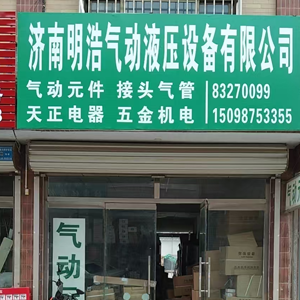 济南明浩气动液压设备有限公司
气动元件 接头气管 83270099
天正电器 五金机电 15098753355
气动元